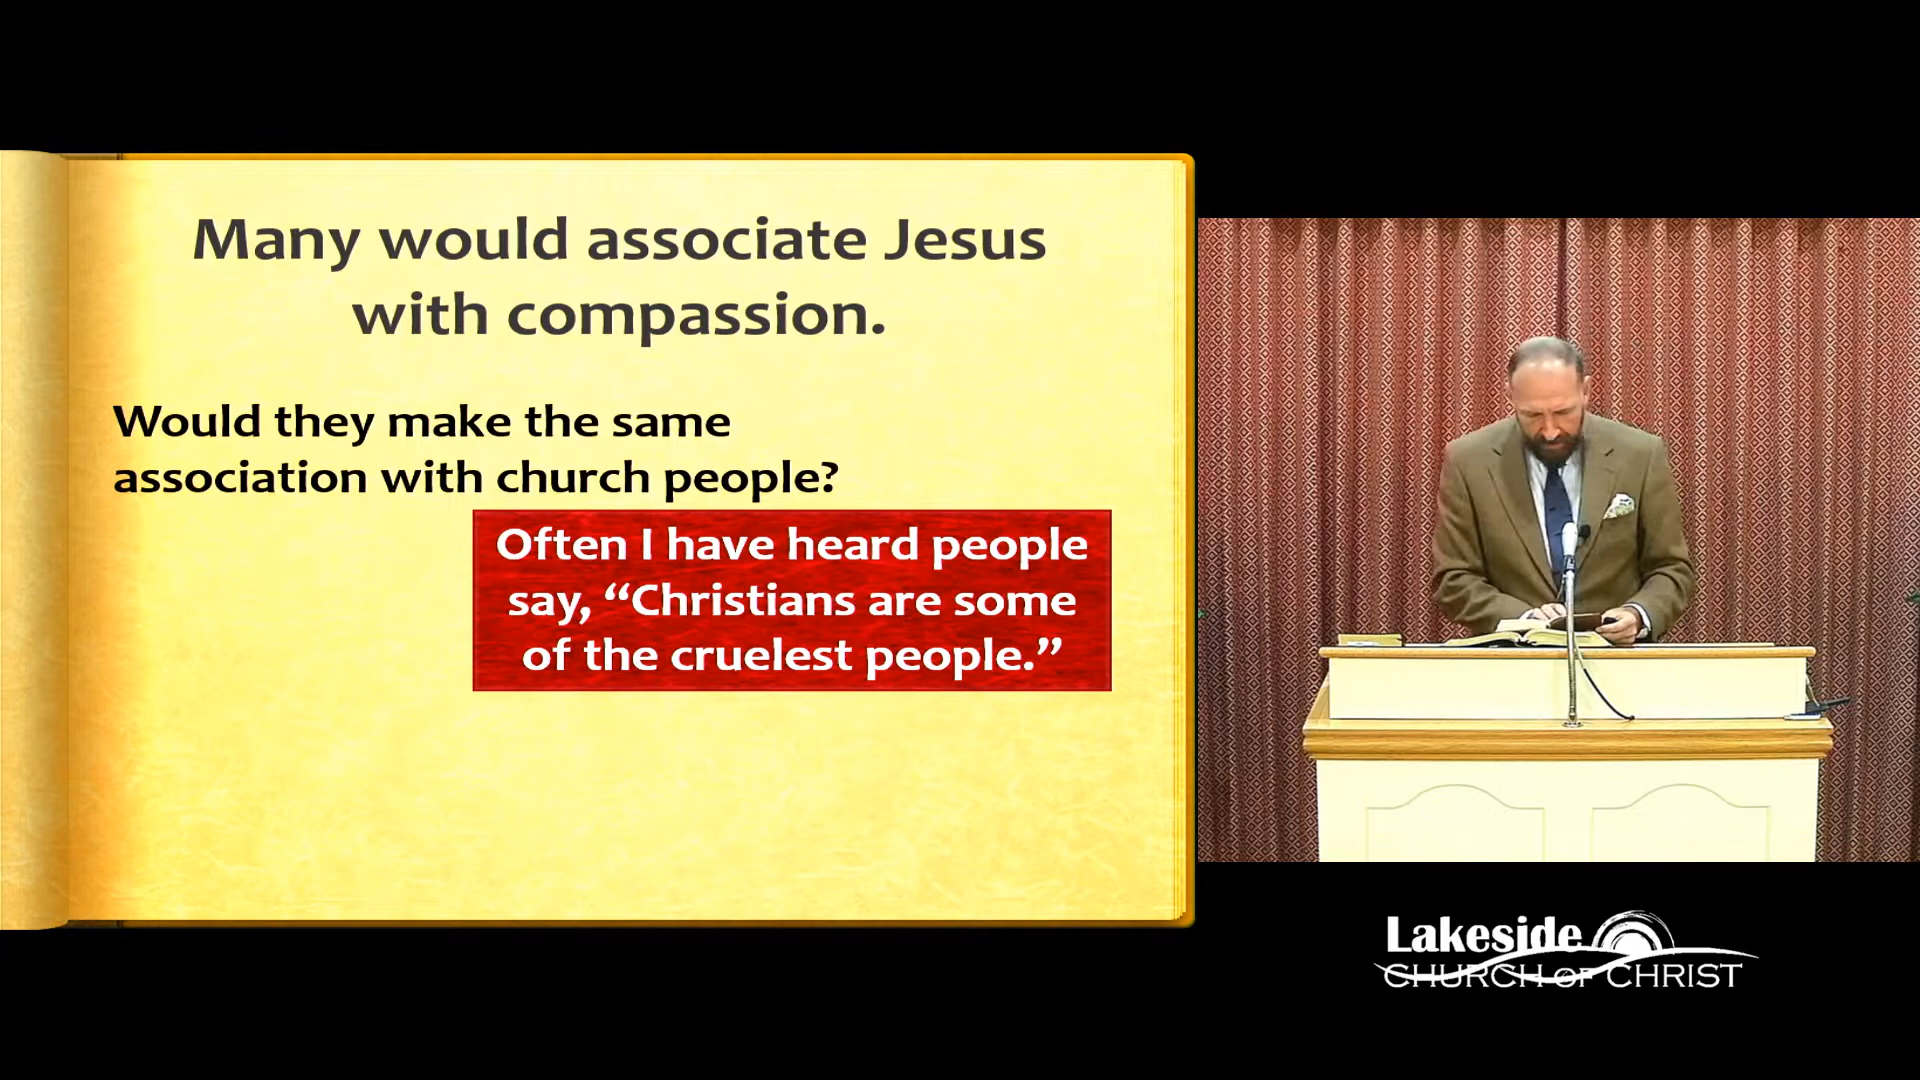 Many would associate Jesus
with compassion.
Would they make the same
association with church people?
Often I have heard people
say, “Christians are some
of the cruelest people.”
Lakeside
CHURCH OF CHRIST